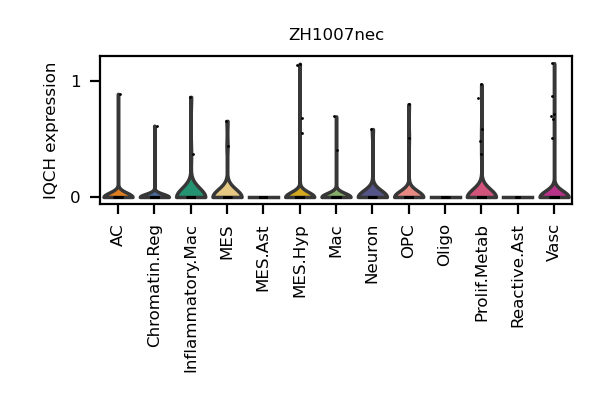 ZH1007nec
IQCH expression
1
0
AC
Chromatin.Reg
Inflammatory.Mac
MES
MES.Ast
MES.Hyp
Mac
Neuron
OPC
Oligo
Prolif.Metab
Reactive.Ast
Vasc